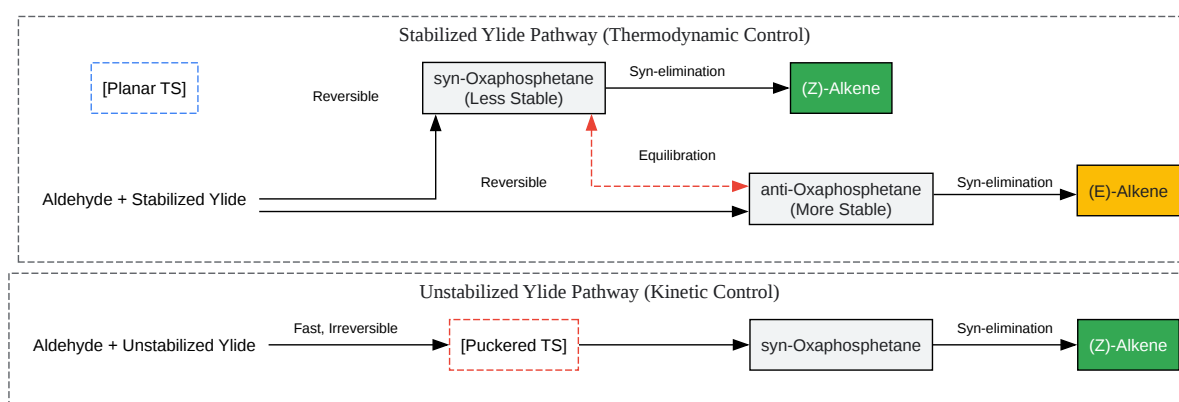 Stabilized Ylide Pathway (Thermodynamic Control)
[Planar TS]
Reversible
syn-Oxaphosphetane
(Less Stable)
Syn-elimination
(Z)-Alkene
Equilibration
Aldehyde + Stabilized Ylide
Reversible
anti-Oxaphosphetane
(More Stable)
Syn-elimination
(E)-Alkene
Unstabilized Ylide Pathway (Kinetic Control)
Aldehyde + Unstabilized Ylide
Fast, Irreversible
[Puckered TS]
syn-Oxaphosphetane
Syn-elimination
(Z)-Alkene